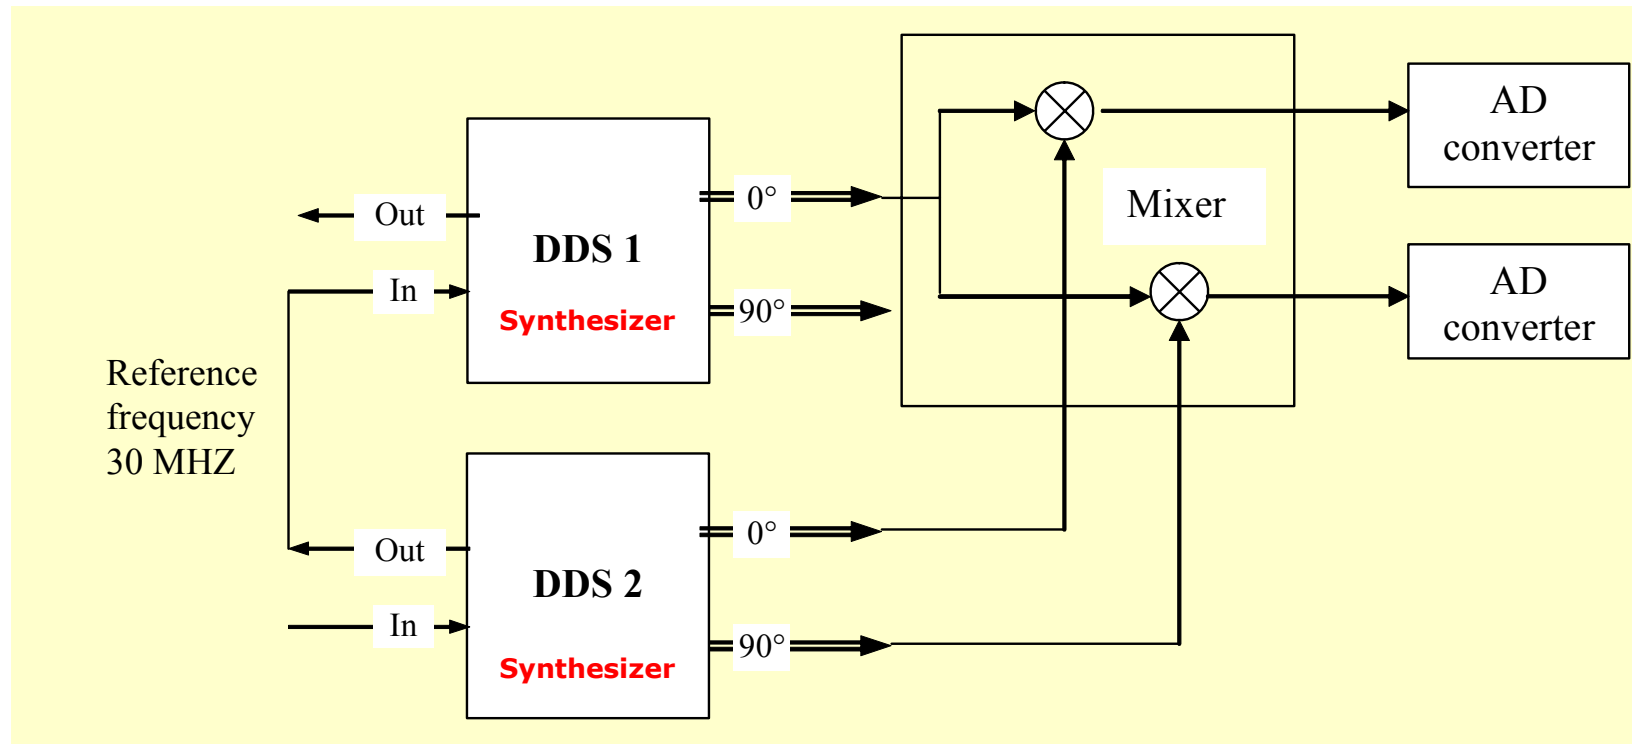 AD
converter
Out
In
DDS 1
Synthesizer
0°
90°
Mixer
AD
converter
Reference
frequency
30 MHZ
Out
In
DDS 2
Synthesizer
0°
90°